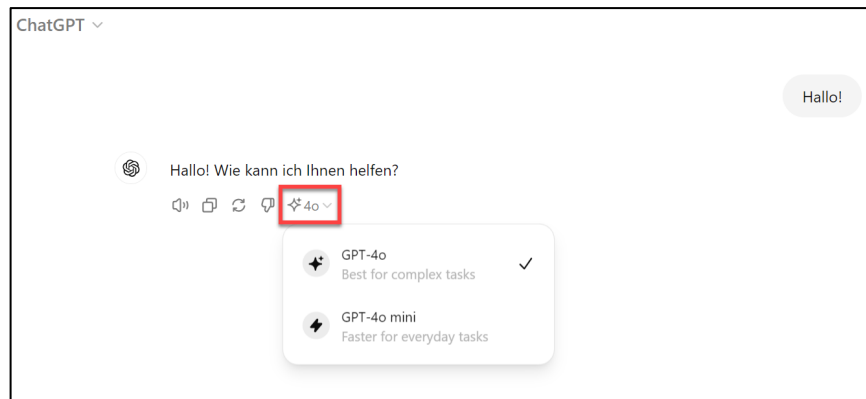 ChatGPT
Hallo!
Hallo! Wie kann ich Ihnen helfen?
4o
GPT-4o
Best for complex tasks
GPT-4o mini
Faster for everyday tasks